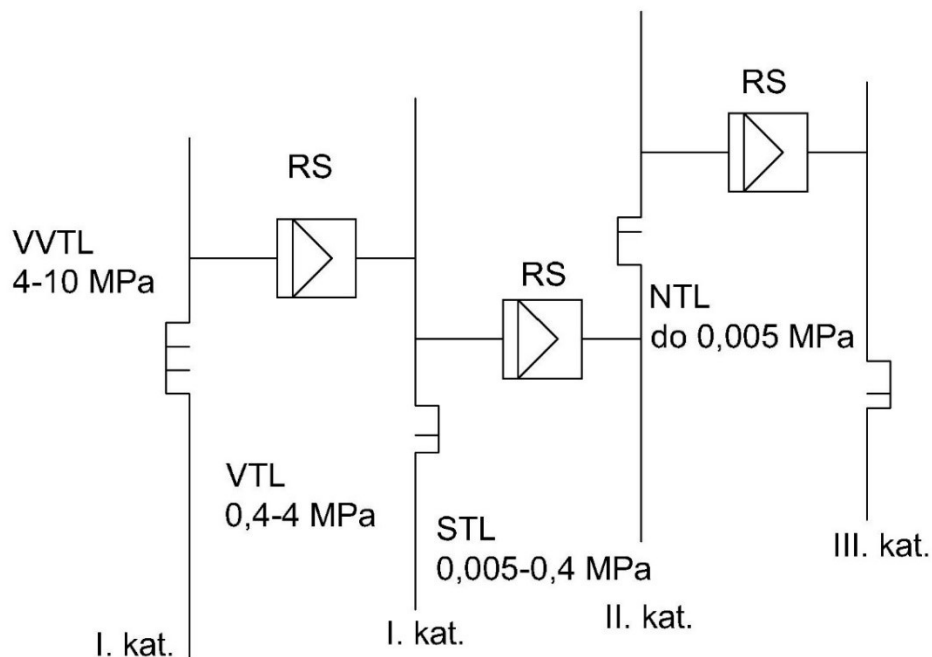 RS
RS
VVTL
4-10 MPa
RS
NTL
do 0,005 MPa
VTL
0,4-4 MPa
STL
0,005-0,4 MPa
III. kat.
II. kat.
I. kat.
I. kat.